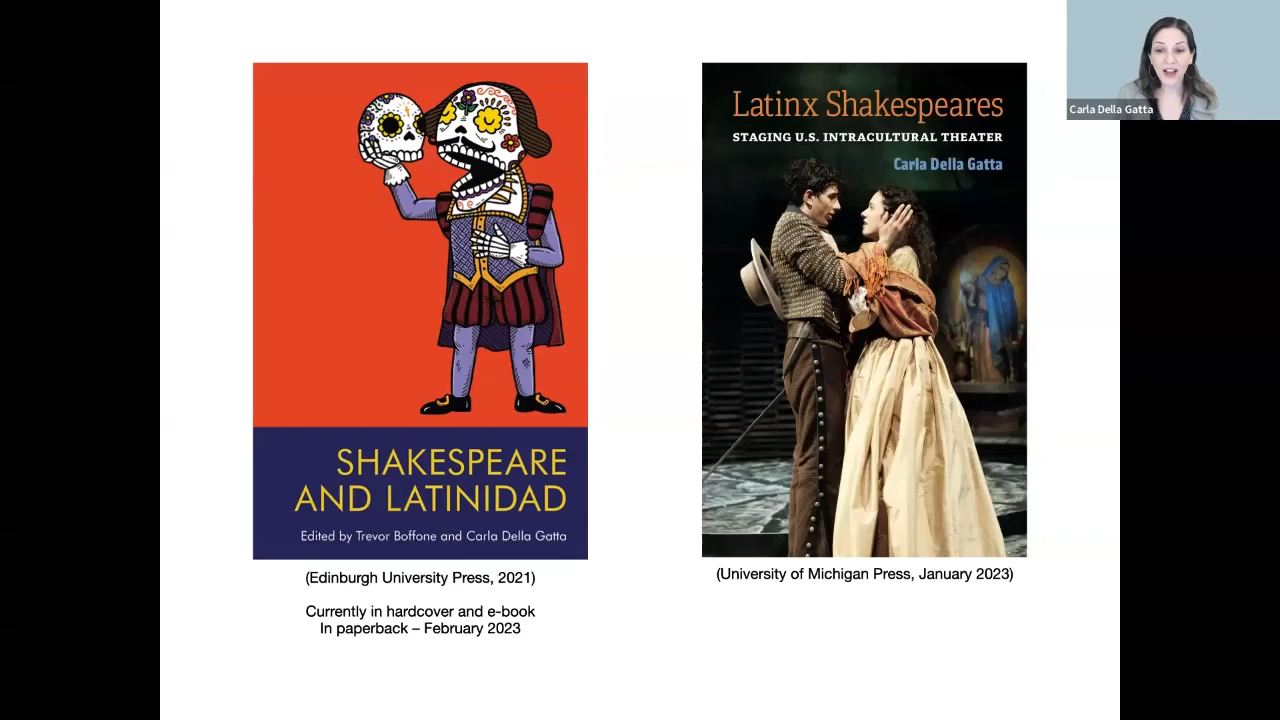 SHAKESPEARE
AND LATINIDAD
Edited by Trevor Boffone and Carla Della Gatta
(Edinburgh University Press, 2021)
Currently in hardcover and e-book
In paperback – February 2023
Latinx Shakespeares
STAGING U.S. INTRACULTURAL THEATER
Carla Della Gatta
(University of Michigan Press, January 2023)
Carla Della Gatta